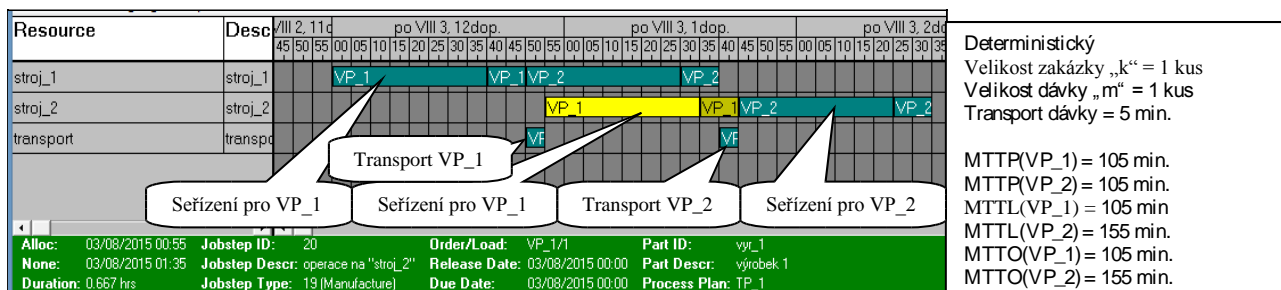 Resource Desc VIII 2, 11d po VIII 3, 12dop. po VIII 3, 1dop. po VIII 3, 2do
45 50 55 00 05 10 15 20 25 30 35 40 45 50 55 00 05 10 15 20 25 30 35 40 45 50 55 00 05 10 15 20 25 30 35
stroj_1 stroj_1 VP_1 VP_1 VP_2 VP_2
stroj_2 stroj_2 VP_1 VP_1 VP_2 VP_2
transport transpo VF VF
Transport VP_1
Seřízení pro VP_1 Seřízení pro VP_1 Transport VP_2 Seřízení pro VP_2
Alloc: 03/08/2015 00:55 Jobstep ID: 20 Order/Load: VP_1/1 Part ID: vyr_1
None: 03/08/2015 01:35 Jobstep Descr: operace na "stroj_2" Release Date: 03/08/2015 00:00 Part Descr: výrobek 1
Duration: 0.667 hrs Jobstep Type: 19 (Manufacture) Due Date: 03/08/2015 00:00 Process Plan: TP_1
Deterministický
Velikost zakázky „k“ = 1 kus
Velikost dávky „m“ = 1 kus
Transport dávky = 5 min.
MTTP(VP_1) = 105 min.
MTTP(VP_2) = 105 min.
MTTL(VP_1) = 105 min
MTTL(VP_2) = 155 min.
MTTO(VP_1) = 105 min.
MTTO(VP_2) = 155 min.